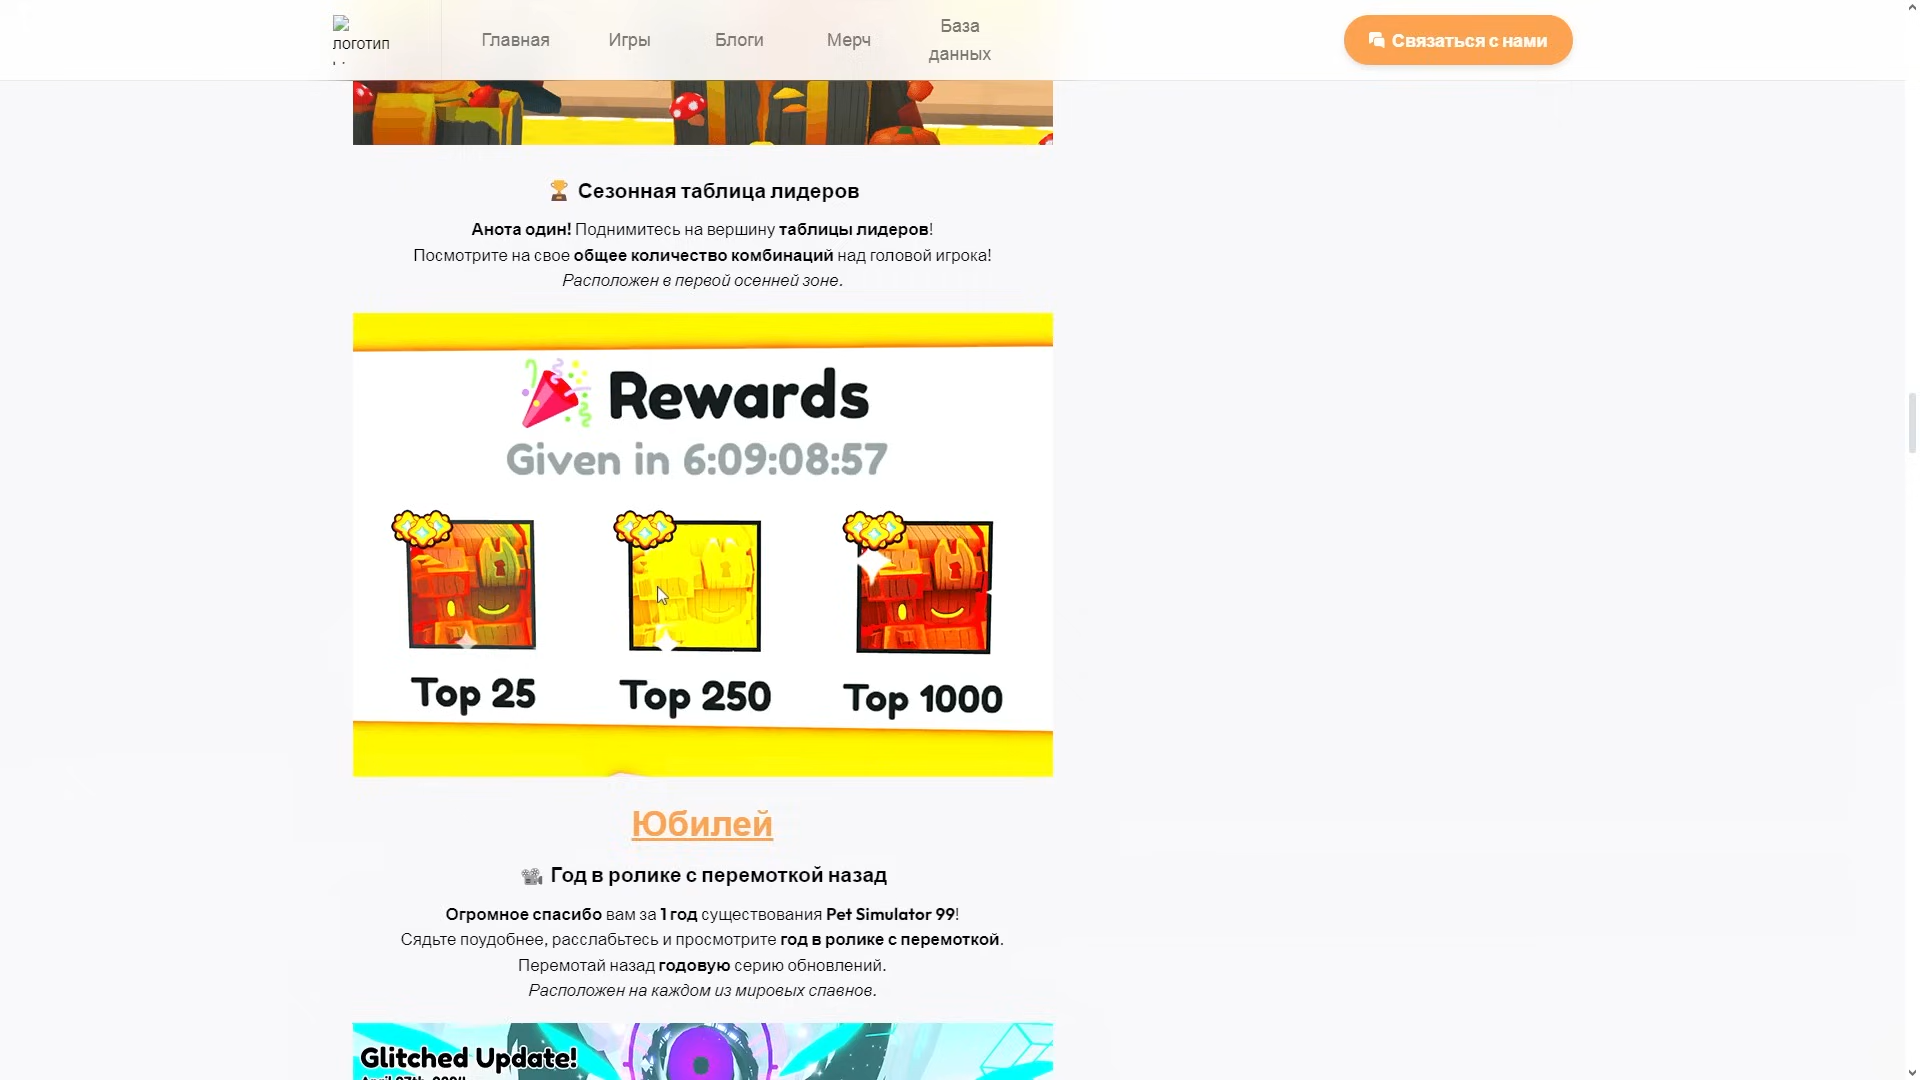 логотип
Главная
Игры
Блоги
Мерч
База
данных
Связаться с нами
Сезонная таблица лидеров
Анота один! Поднимитесь на вершину таблицы лидеров!
Посмотрите на свое общее количество комбинаций над головой игрока!
Расположен в первой осенней зоне.
Rewards
Given in 6:09:08:57
Top 25
Top 250
Top 1000
Юбилей
Год в ролике с перемоткой назад
Огромное спасибо вам за 1 год существования Pet Simulator 99!
Сядьте поудобнее, расслабьтесь и просмотрите год в ролике с перемоткой.
Перемотай назад годовую серию обновлений.
Расположен на каждом из мировых спавнов.
Glitched Update!